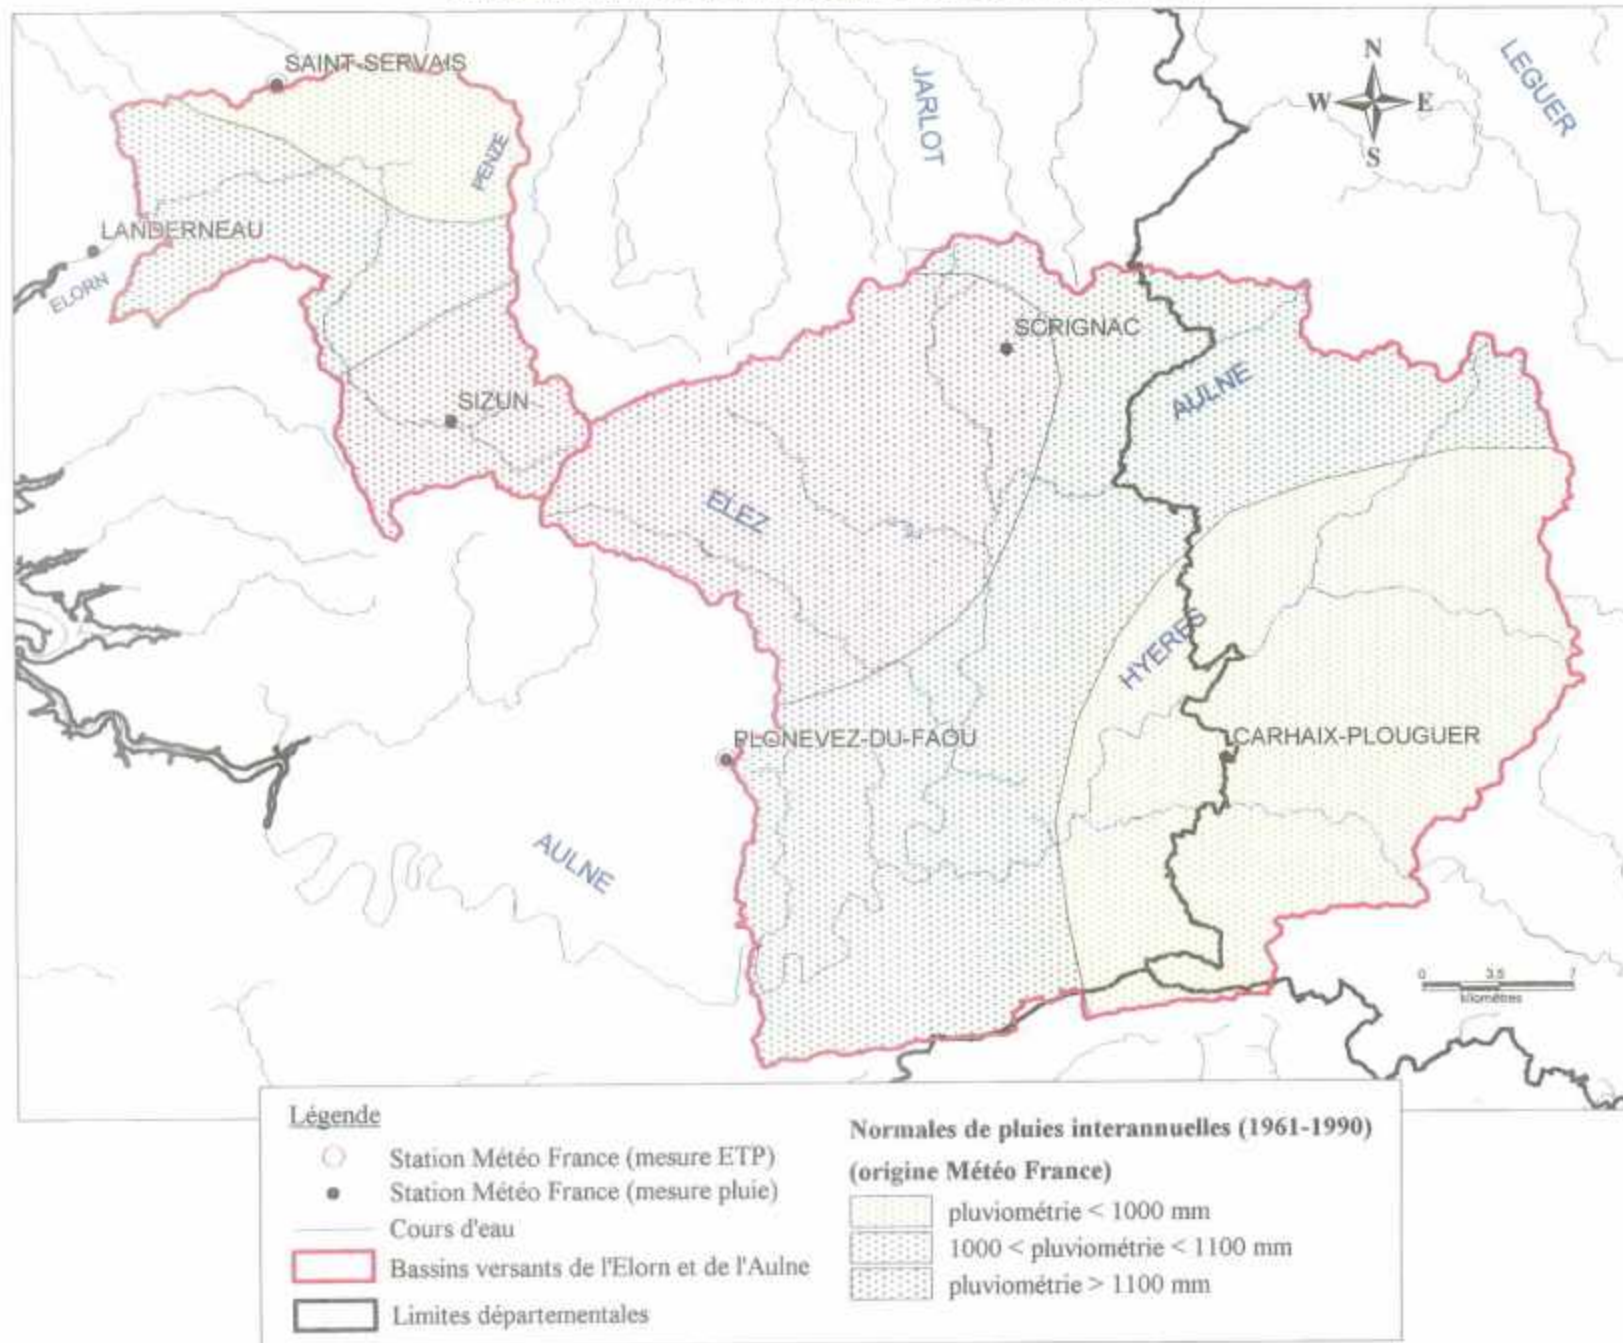 SAINT-SERVAIS
JARLOT
LEGUER
N
W E
S
PENZE
LANDERNEAU
ELORN
SCRIGNAC
AULNE
SIZUN
ELEZ
HYERES
PLONEVEZ-DU-FAOU
CARHAIX-PLOUGUER
AULNE
0 3,5 7
kilomètres
Légende
Station Météo France (mesure ETP)
Station Météo France (mesure pluie)
Cours d'eau
Bassins versants de l'Elorn et de l'Aulne
Limites départementales
Normales de pluies interannuelles (1961-1990)
(origine Météo France)
pluviométrie < 1000 mm
1000 < pluviométrie < 1100 mm
pluviométrie > 1100 mm